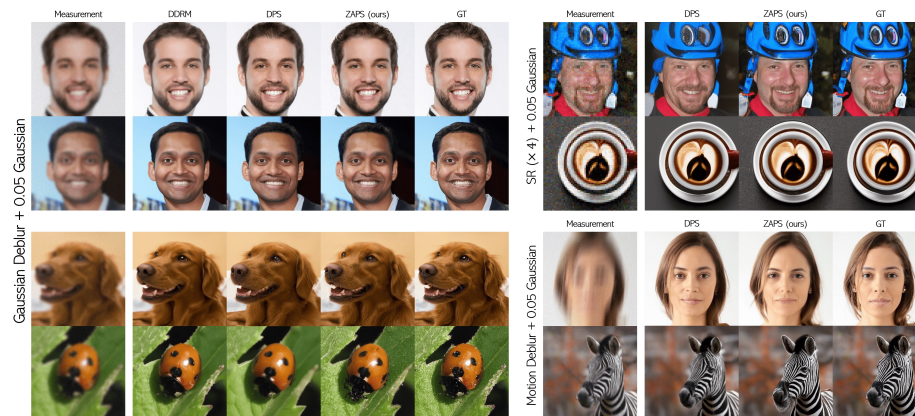 Measurement DDRM DPS ZAPS (ours) GT
Gaussian Deblur + 0.05 Gaussian
Measurement DPS ZAPS (ours) GT
SR (× 4) + 0.05 Gaussian
Measurement DPS ZAPS (ours) GT
Motion Deblur + 0.05 Gaussian